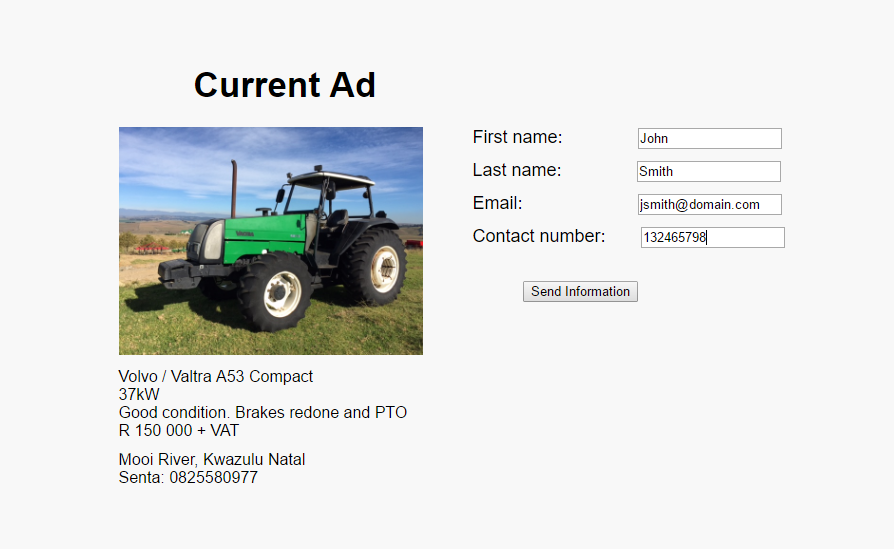 Current Ad
First name: John
Last name: Smith
Email: jsmith@domain.com
Contact number: 132465798
Send Information
Volvo / Valtra A53 Compact
37kW
Good condition. Brakes redone and PTO
R 150 000 + VAT
Mooi River, Kwazulu Natal
Senta: 0825580977